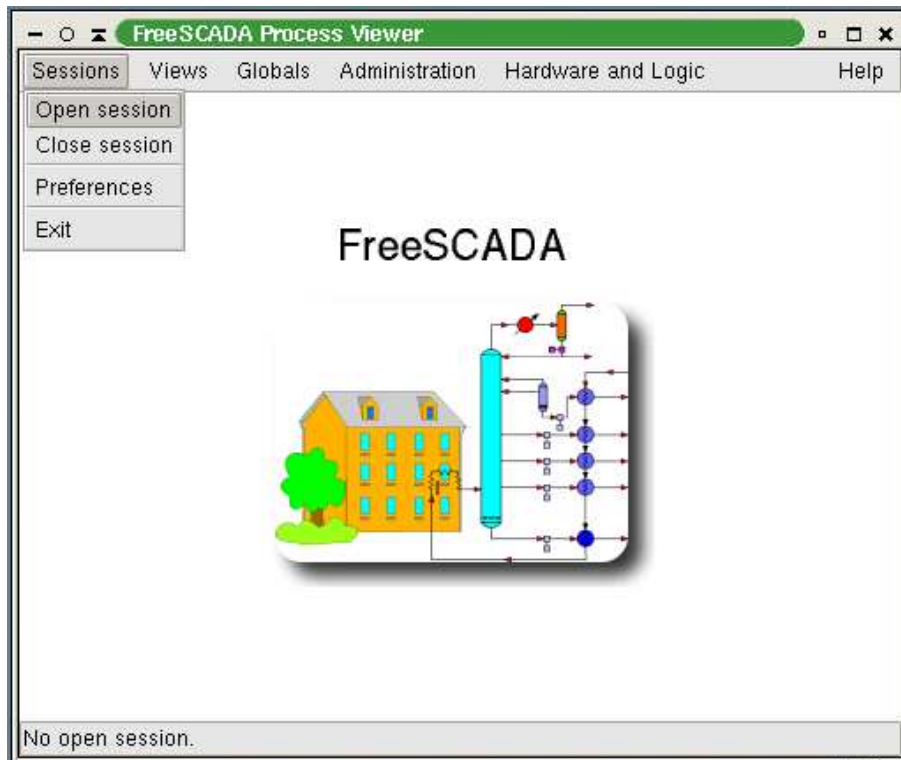 FreeSCADA Process Viewer
Sessions Views Globals Administration Hardware and Logic Help
Open session
Close session
Preferences
Exit
FreeSCADA
No open session.